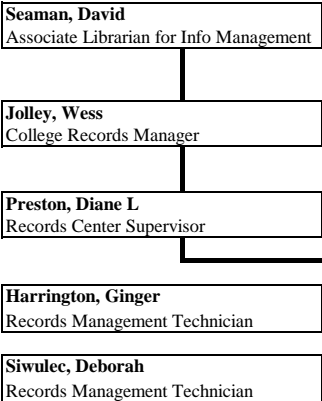 Seaman, David
Associate Librarian for Info Management
Jolley, Wess
College Records Manager
Preston, Diane L
Records Center Supervisor
Harrington, Ginger
Records Management Technician
Siwulec, Deborah
Records Management Technician